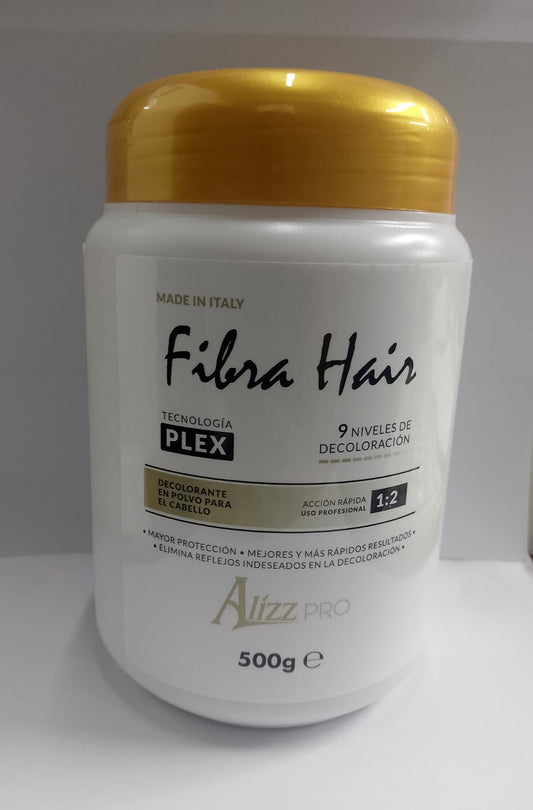 MADE IN ITALY
Fibra Hair
TECNOLOGÍA
PLEX
9 NIVELES DE
DECOLORACIÓN
DECOLORANTE
EN POLVO PARA
EL CABELLO
ACCIÓN RÁPIDA
USO PROFESIONAL
1:2
• MAYOR PROTECCIÓN • MEJORES Y MÁS RÁPIDOS RESULTADOS •
• ELIMINA REFLEJOS INDESEADOS EN LA DECOLORACIÓN •
Alizz PRO
500g ℮